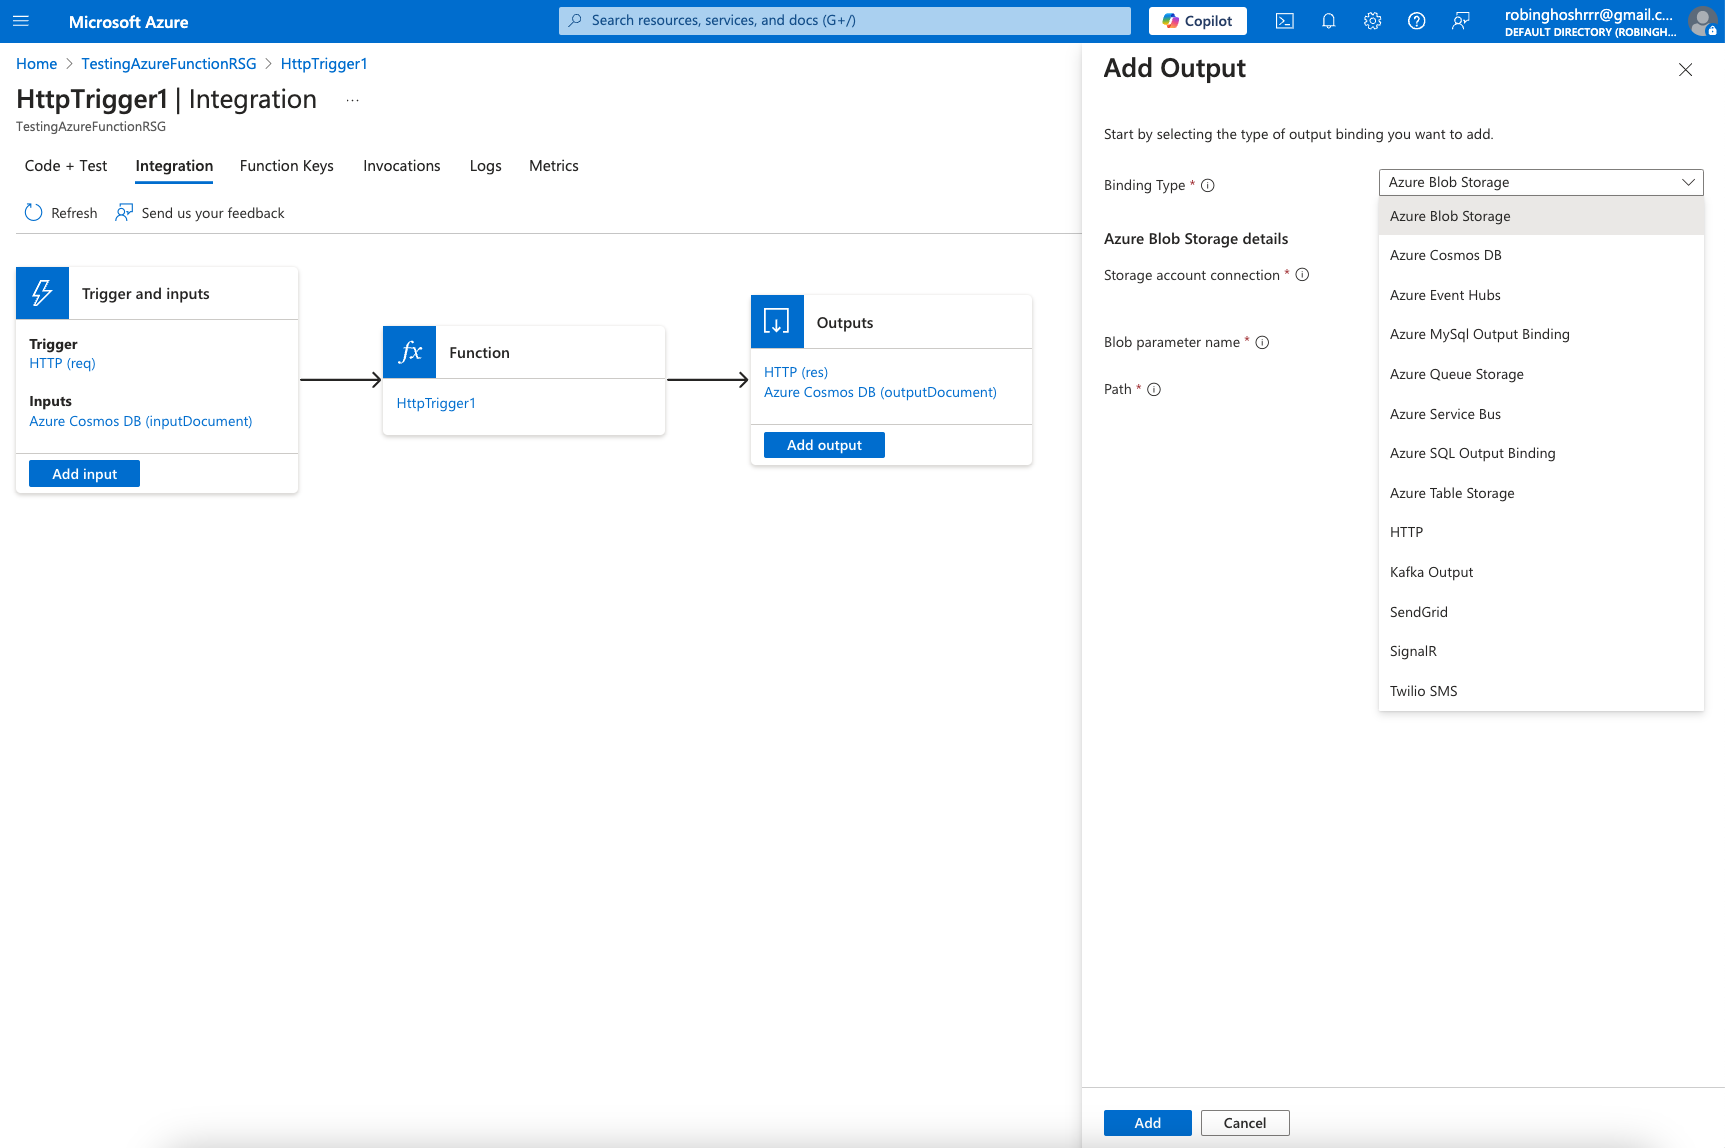 Microsoft Azure
Search resources, services, and docs (G+/)
Copilot
robinghoshrrr@gmail.c...
DEFAULT DIRECTORY (ROBINGH...
Home > TestingAzureFunctionRSG > HttpTrigger1
HttpTrigger1 | Integration ...
TestingAzureFunctionRSG
Code + Test Integration Function Keys Invocations Logs Metrics
Refresh Send us your feedback
Trigger and inputs
Trigger
HTTP (req)
Inputs
Azure Cosmos DB (inputDocument)
Add input
fx Function
HttpTrigger1
Outputs
HTTP (res)
Azure Cosmos DB (outputDocument)
Add output
Add Output
Start by selecting the type of output binding you want to add.
Binding Type *
Azure Blob Storage
Azure Blob Storage details
Storage account connection *
Blob parameter name *
Path *
Azure Blob Storage
Azure Cosmos DB
Azure Event Hubs
Azure MySql Output Binding
Azure Queue Storage
Azure Service Bus
Azure SQL Output Binding
Azure Table Storage
HTTP
Kafka Output
SendGrid
SignalR
Twilio SMS
Add Cancel